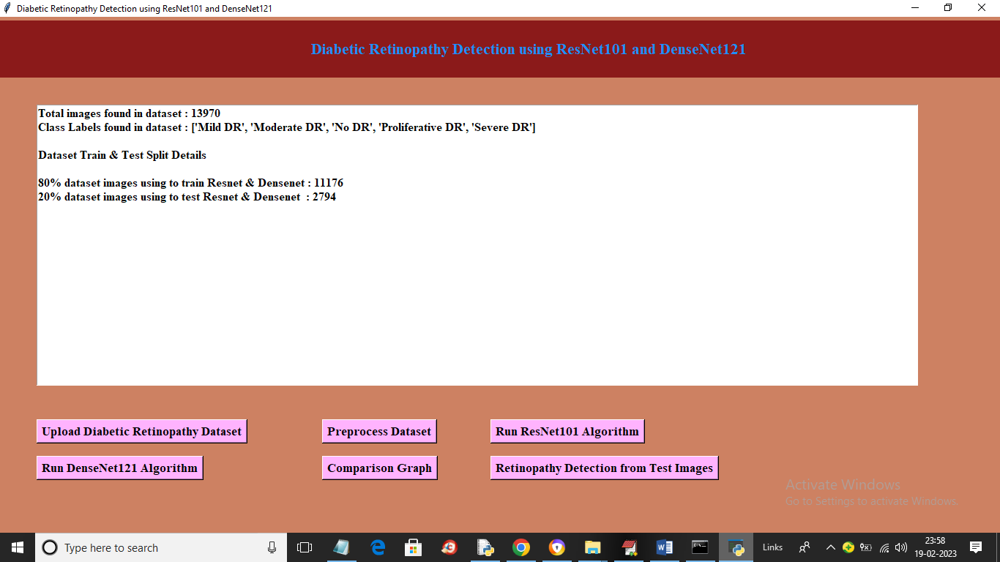 Diabetic Retinopathy Detection using ResNet101 and DenseNet121
Diabetic Retinopathy Detection using ResNet101 and DenseNet121
Total images found in dataset : 13970
Class Labels found in dataset : ['Mild DR', 'Moderate DR', 'No DR', 'Proliferative DR', 'Severe DR']
Dataset Train & Test Split Details
80% dataset images using to train Resnet & Densenet : 11176
20% dataset images using to test Resnet & Densenet  : 2794
Upload Diabetic Retinopathy Dataset
Preprocess Dataset
Run ResNet101 Algorithm
Run DenseNet121 Algorithm
Comparison Graph
Retinopathy Detection from Test Images
Activate Windows
Go to Settings to activate Windows.
Type here to search
Links
23:58
19-02-2023